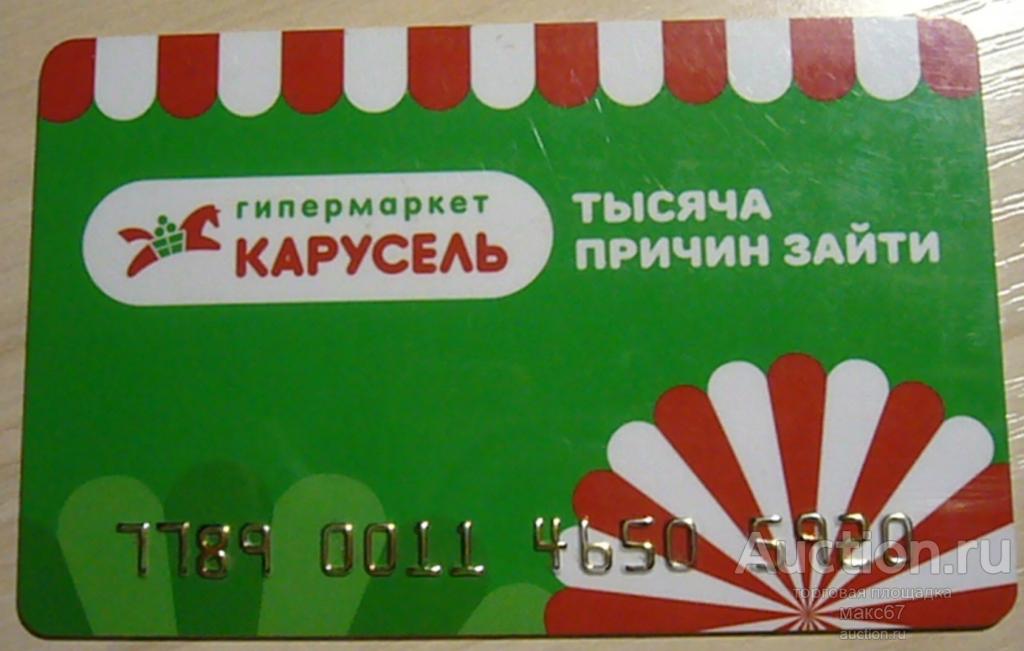 гипермаркет
КАРУСЕЛЬ
ТЫСЯЧА
ПРИЧИН ЗАЙТИ
7789 0011 4650
Auction.ru
торговая площадка
макс67
auction.ru